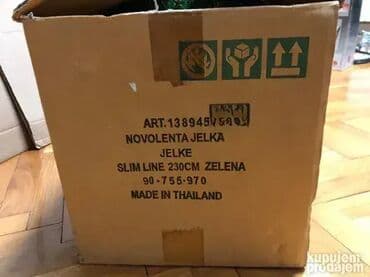 ART.138945
NOVOLENTA JELKA
JELKE
SLIM LINE 230CM ZELENA
90-755-970
MADE IN THAILAND
kupujem
prodajem